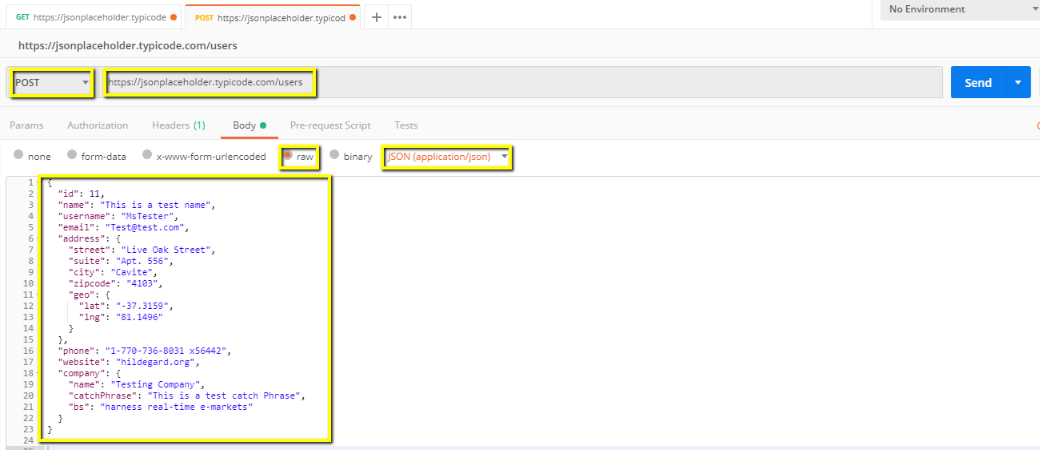 GET https://jsonplaceholder.typicode
POST https://jsonplaceholder.typicod
+ •••
No Environment
https://jsonplaceholder.typicode.com/users
POST https://jsonplaceholder.typicode.com/users Send
Params Authorization Headers (1) Body Pre-request Script Tests
none form-data x-www-form-urlencoded raw binary JSON (application/json)
1 {
2 "id": 11,
3 "name": "This is a test name",
4 "username": "MsTester",
5 "email": "Test@test.com",
6 "address": {
7 "street": "Live Oak Street",
8 "suite": "Apt. 556",
9 "city": "Cavite",
10 "zipcode": "4103",
11 "geo": {
12 "lat": "-37.3159",
13 "lng": "81.1496"
14 }
15 },
16 "phone": "1-770-736-8031 x56442",
17 "website": "hildegard.org",
18 "company": {
19 "name": "Testing Company",
20 "catchPhrase": "This is a test catch Phrase",
21 "bs": "harness real-time e-markets"
22 }
23 }
24